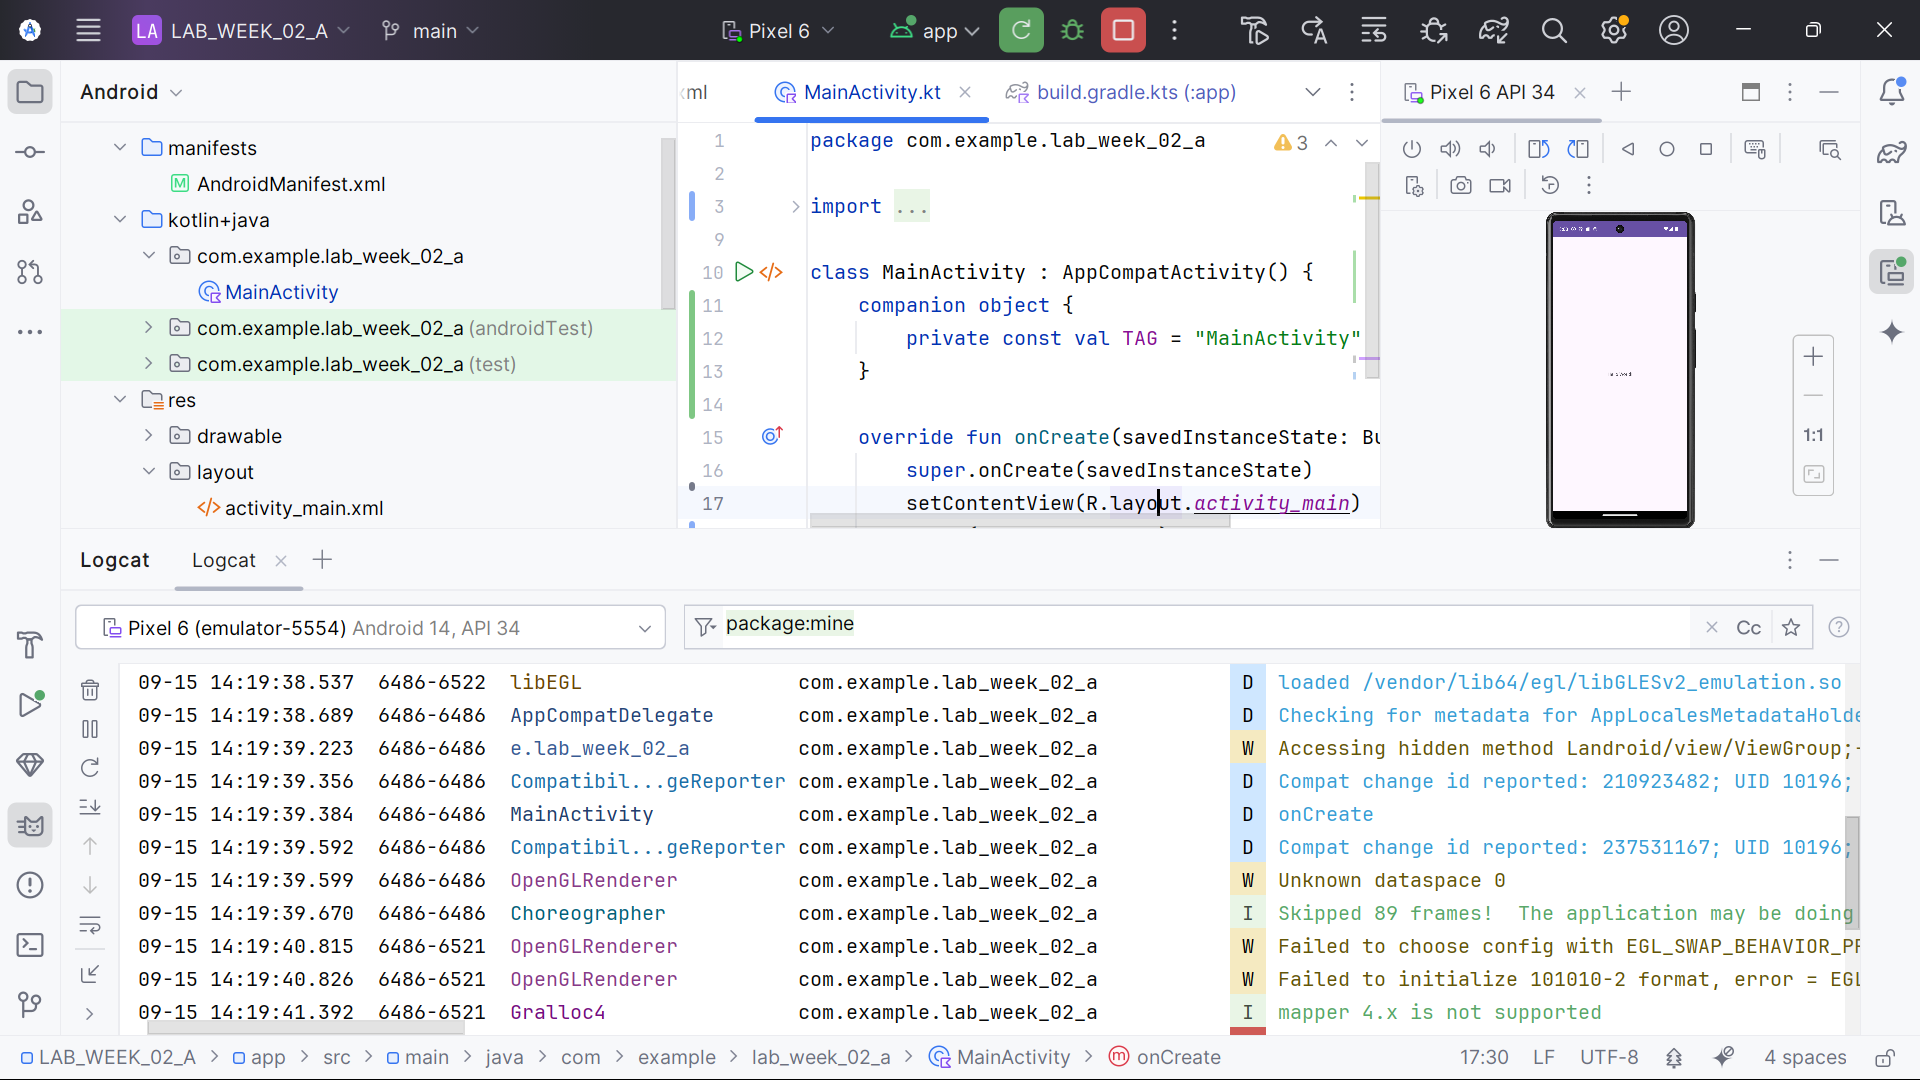 LA LAB_WEEK_02_A main Pixel 6 app
Android
manifests
AndroidManifest.xml
kotlin+java
com.example.lab_week_02_a
MainActivity
com.example.lab_week_02_a (androidTest)
com.example.lab_week_02_a (test)
res
drawable
layout
activity_main.xml
ml MainActivity.kt build.gradle.kts (:app)
1 package com.example.lab_week_02_a 3
2
3 import ...
9
10 class MainActivity : AppCompatActivity() {
11 companion object {
12 private const val TAG = "MainActivity"
13 }
14
15 override fun onCreate(savedInstanceState: Bu
16 super.onCreate(savedInstanceState)
17 setContentView(R.layout.activity_main)
Pixel 6 API 34
1:1
Logcat Logcat
Pixel 6 (emulator-5554) Android 14, API 34 package:mine Cc
09-15 14:19:38.537 6486-6522 libEGL com.example.lab_week_02_a D loaded /vendor/lib64/egl/libGLESv2_emulation.so
09-15 14:19:38.689 6486-6486 AppCompatDelegate com.example.lab_week_02_a D Checking for metadata for AppLocalesMetadataHolde
09-15 14:19:39.223 6486-6486 e.lab_week_02_a com.example.lab_week_02_a W Accessing hidden method Landroid/view/ViewGroup;-
09-15 14:19:39.356 6486-6486 Compatibil...geReporter com.example.lab_week_02_a D Compat change id reported: 210923482; UID 10196;
09-15 14:19:39.384 6486-6486 MainActivity com.example.lab_week_02_a D onCreate
09-15 14:19:39.592 6486-6486 Compatibil...geReporter com.example.lab_week_02_a D Compat change id reported: 237531167; UID 10196;
09-15 14:19:39.599 6486-6486 OpenGLRenderer com.example.lab_week_02_a W Unknown dataspace 0
09-15 14:19:39.670 6486-6486 Choreographer com.example.lab_week_02_a I Skipped 89 frames! The application may be doing
09-15 14:19:40.815 6486-6521 OpenGLRenderer com.example.lab_week_02_a W Failed to choose config with EGL_SWAP_BEHAVIOR_PR
09-15 14:19:40.826 6486-6521 OpenGLRenderer com.example.lab_week_02_a W Failed to initialize 101010-2 format, error = EGL
09-15 14:19:41.392 6486-6521 Gralloc4 com.example.lab_week_02_a I mapper 4.x is not supported
LAB_WEEK_02_A > app > src > main > java > com > example > lab_week_02_a > MainActivity > onCreate 17:30 LF UTF-8 4 spaces